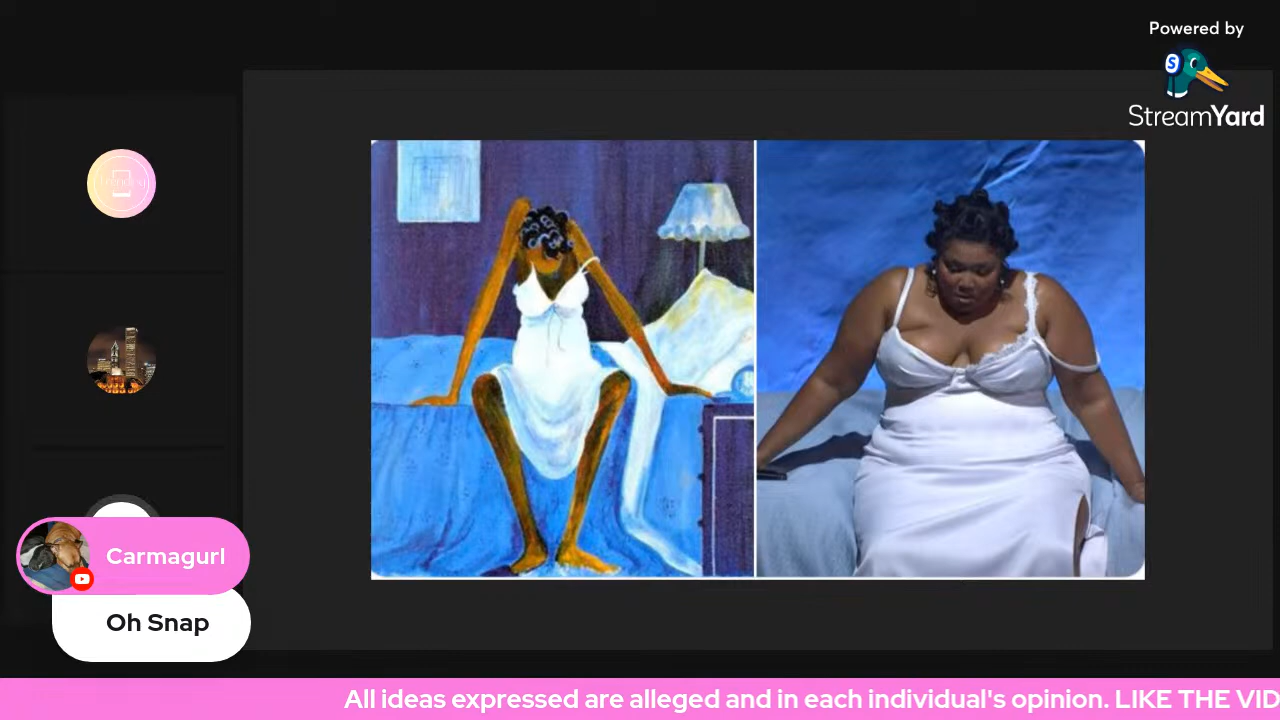 Powered by
S
StreamYard
Carmagurl
Oh Snap
All ideas expressed are alleged and in each individual's opinion. LIKE THE VID